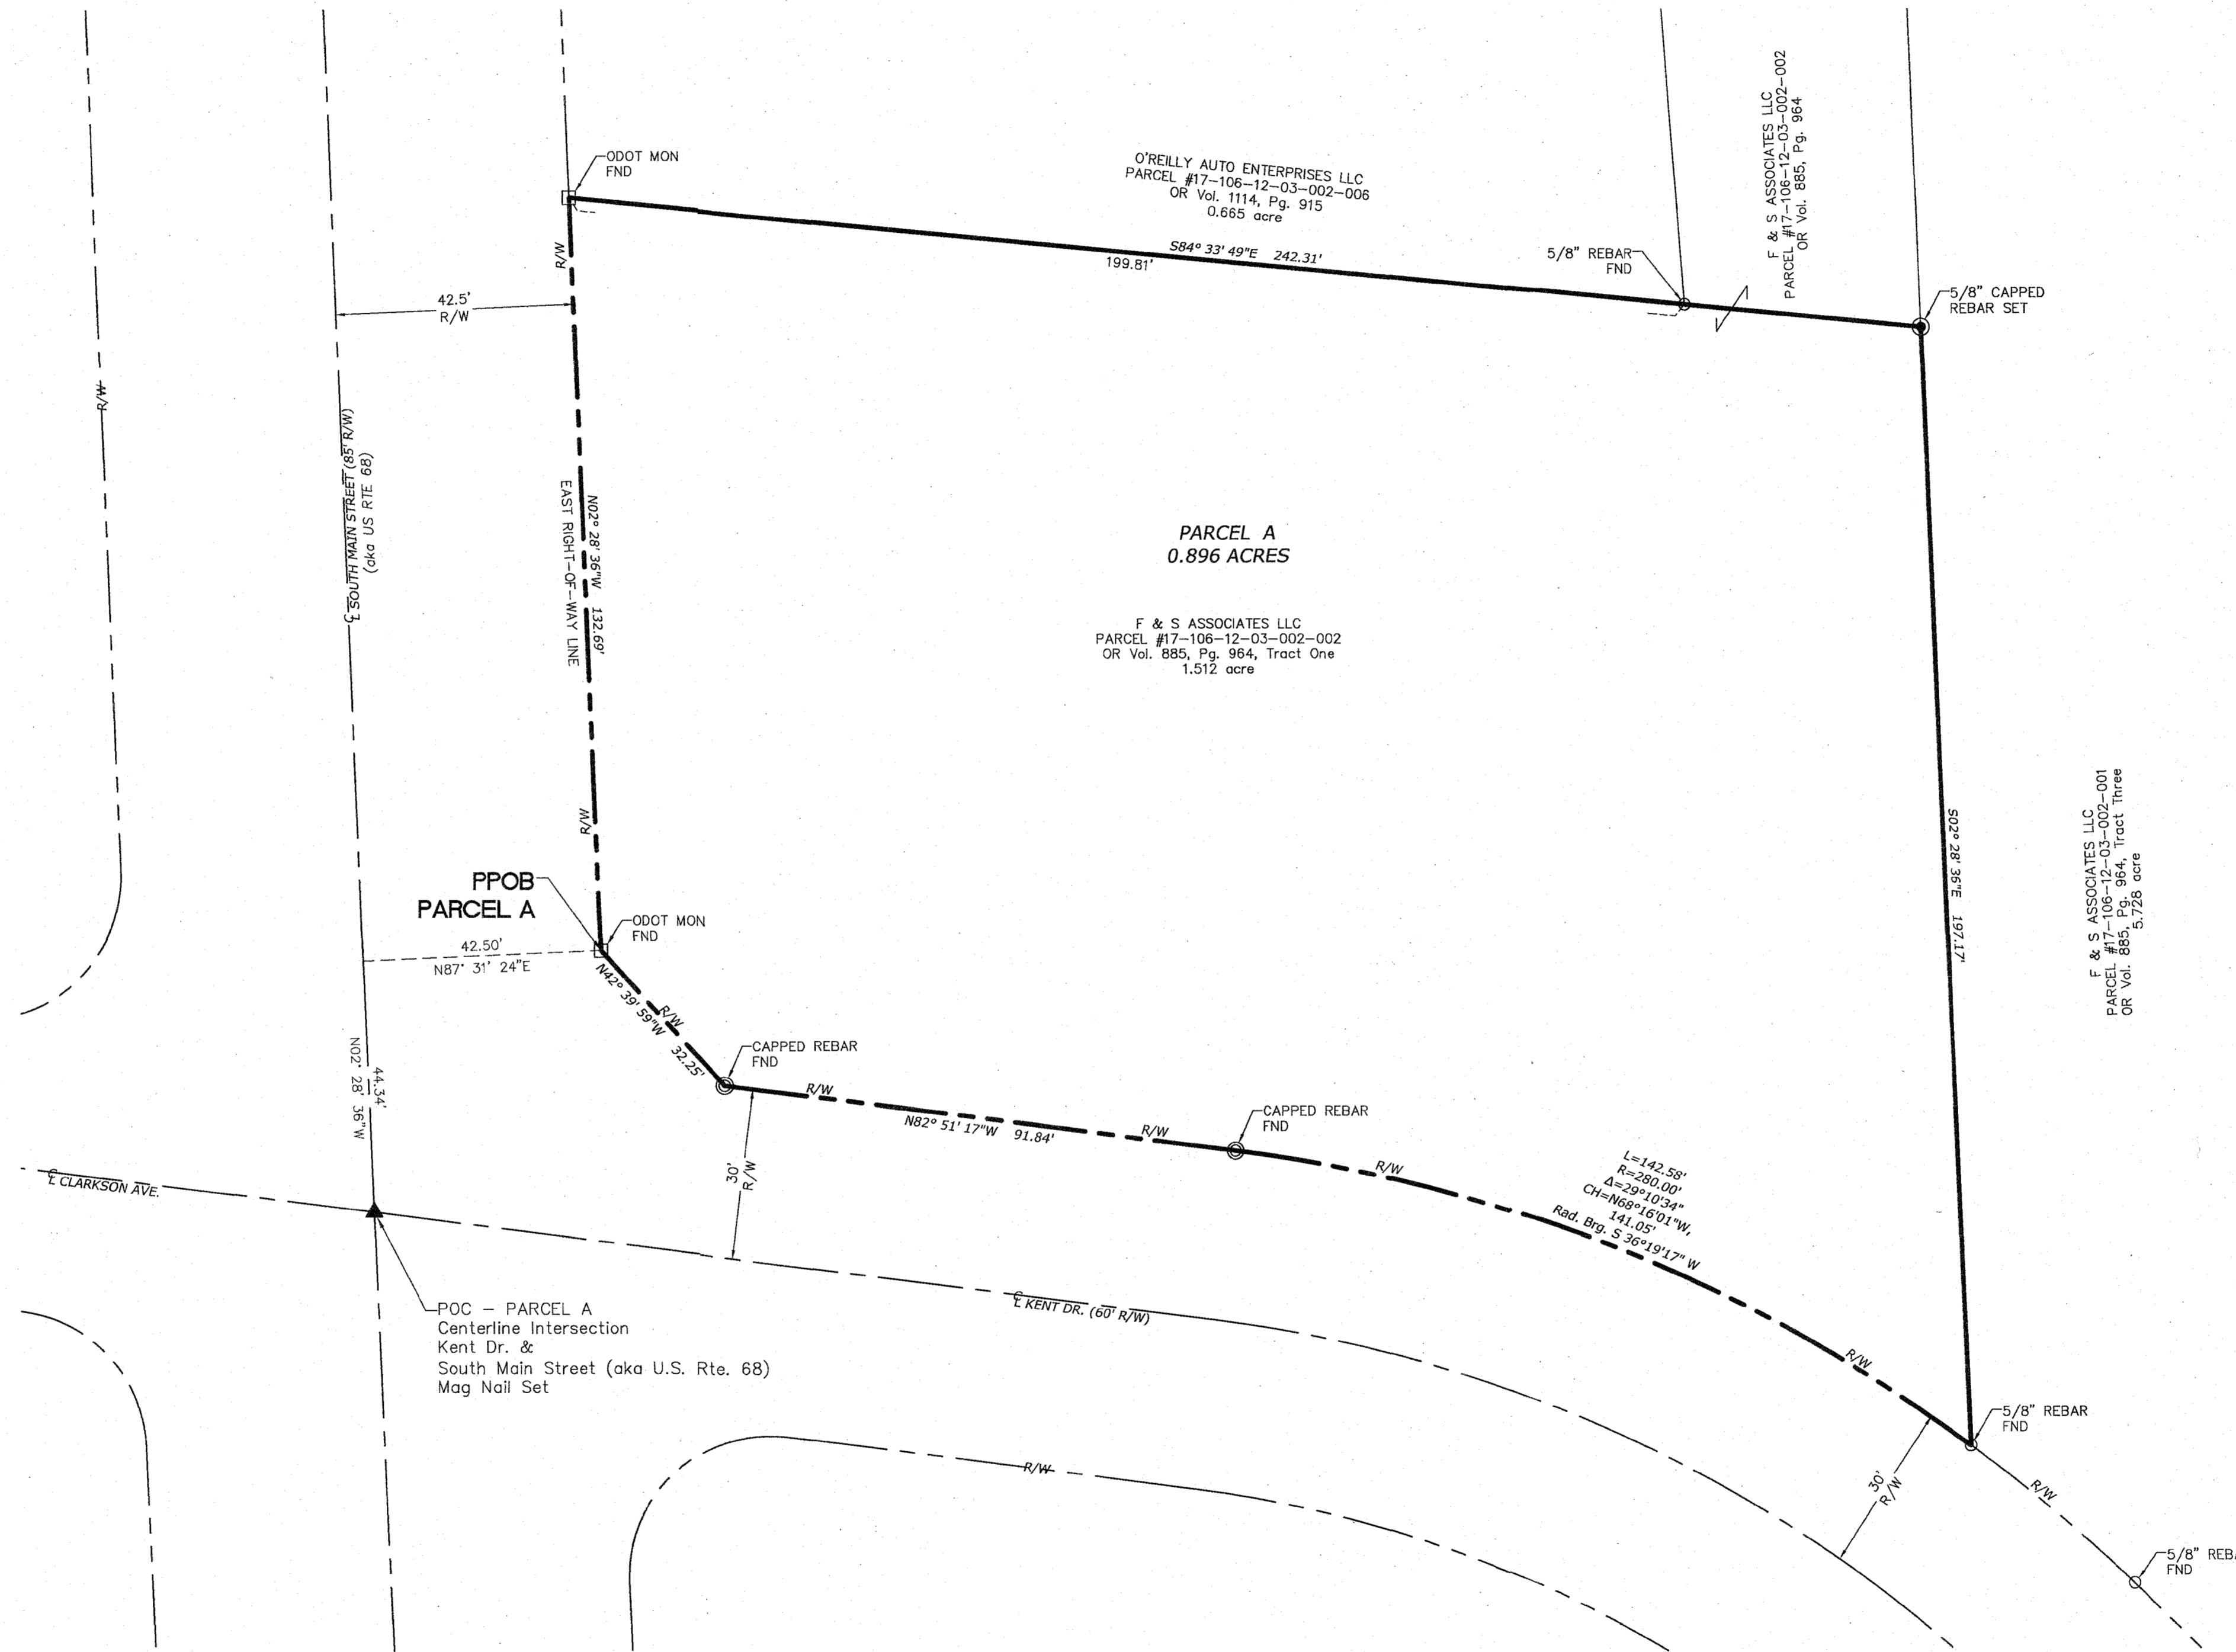 ODOT MON
FND
O'REILLY AUTO ENTERPRISES LLC
PARCEL #17-106-12-03-002-006
OR Vol. 1114, Pg. 915
0.665 acre
F & S ASSOCIATES LLC
PARCEL #17-106-12-03-002-002
OR Vol. 885, Pg. 964
S84° 33' 49"E 242.31'
199.81'
5/8" REBAR
FND
5/8" CAPPED
REBAR SET
R/W
42.5'
R/W
R/W
℄ SOUTH MAIN STREET (85' R/W)
(aka US RTE 68)
N02° 28' 36"W 132.69'
EAST RIGHT-OF-WAY LINE
R/W
PARCEL A
0.896 ACRES
F & S ASSOCIATES LLC
PARCEL #17-106-12-03-002-002
OR Vol. 885, Pg. 964, Tract One
1.512 acre
S02° 28' 36"E 197.17'
F & S ASSOCIATES LLC
PARCEL #17-106-12-03-002-001
OR Vol. 885, Pg. 964, Tract Three
5.728 acre
PPOB
PARCEL A
ODOT MON
FND
42.50'
N87° 31' 24"E
N42° 39' 59"W 32.25'
R/W
44.34'
N02° 28' 36"W
CAPPED REBAR
FND
R/W
N82° 51' 17"W 91.84'
R/W
CAPPED REBAR
FND
30'
R/W
R/W
L=142.58'
R=280.00'
Δ=29°10'34"
CH=N68°16'01"W,
141.05'
Rad. Brg. S 36°19'17" W
℄ CLARKSON AVE.
℄ KENT DR. (60' R/W)
POC - PARCEL A
Centerline Intersection
Kent Dr. &
South Main Street (aka U.S. Rte. 68)
Mag Nail Set
R/W
5/8" REBAR
FND
30'
R/W
R/W
R/W
5/8" REB
FND